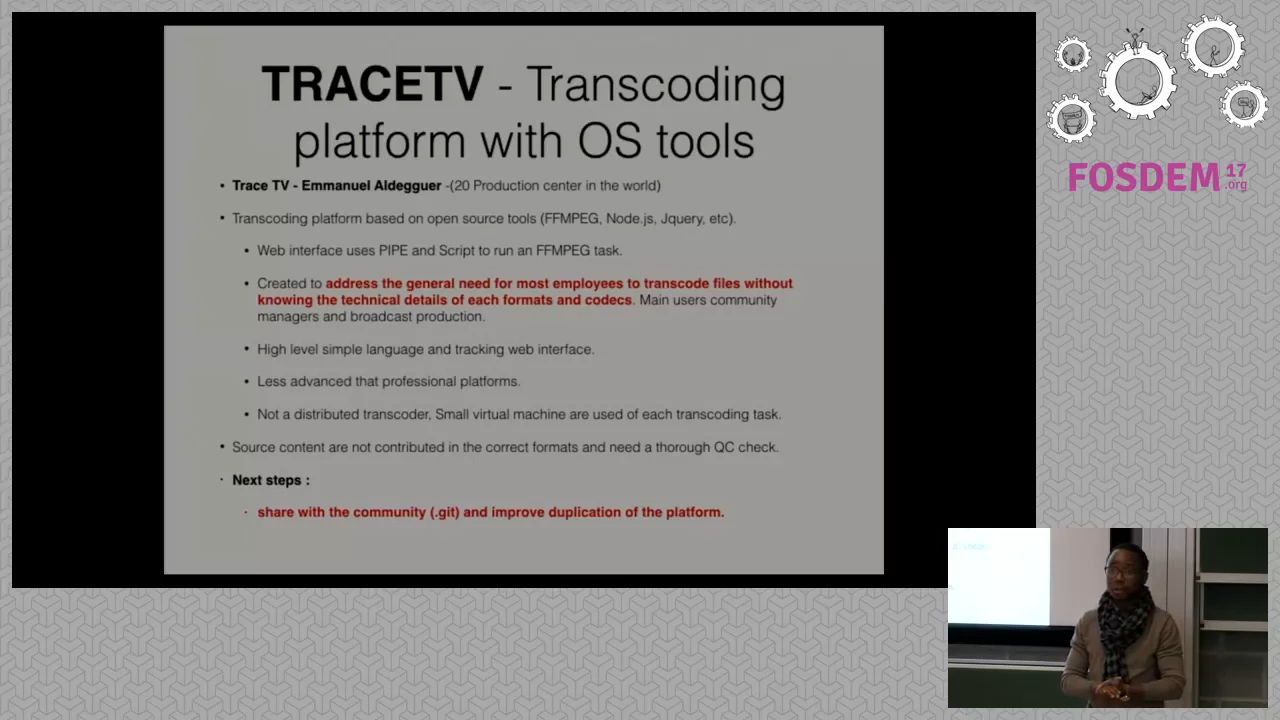 TRACETV - Transcoding
platform with OS tools
• Trace TV - Emmanuel Aldegguer -(20 Production center in the world)
• Transcoding platform based on open source tools (FFMPEG, Node.js, Jquery, etc).
• Web interface uses PIPE and Script to run an FFMPEG task.
• Created to address the general need for most employees to transcode files without
knowing the technical details of each formats and codecs. Main users community
managers and broadcast production.
• High level simple language and tracking web interface.
• Less advanced that professional platforms.
• Not a distributed transcoder, Small virtual machine are used of each transcoding task.
• Source content are not contributed in the correct formats and need a thorough QC check.
· Next steps :
· share with the community (.git) and improve duplication of the platform.
FOSDEM 17
.org